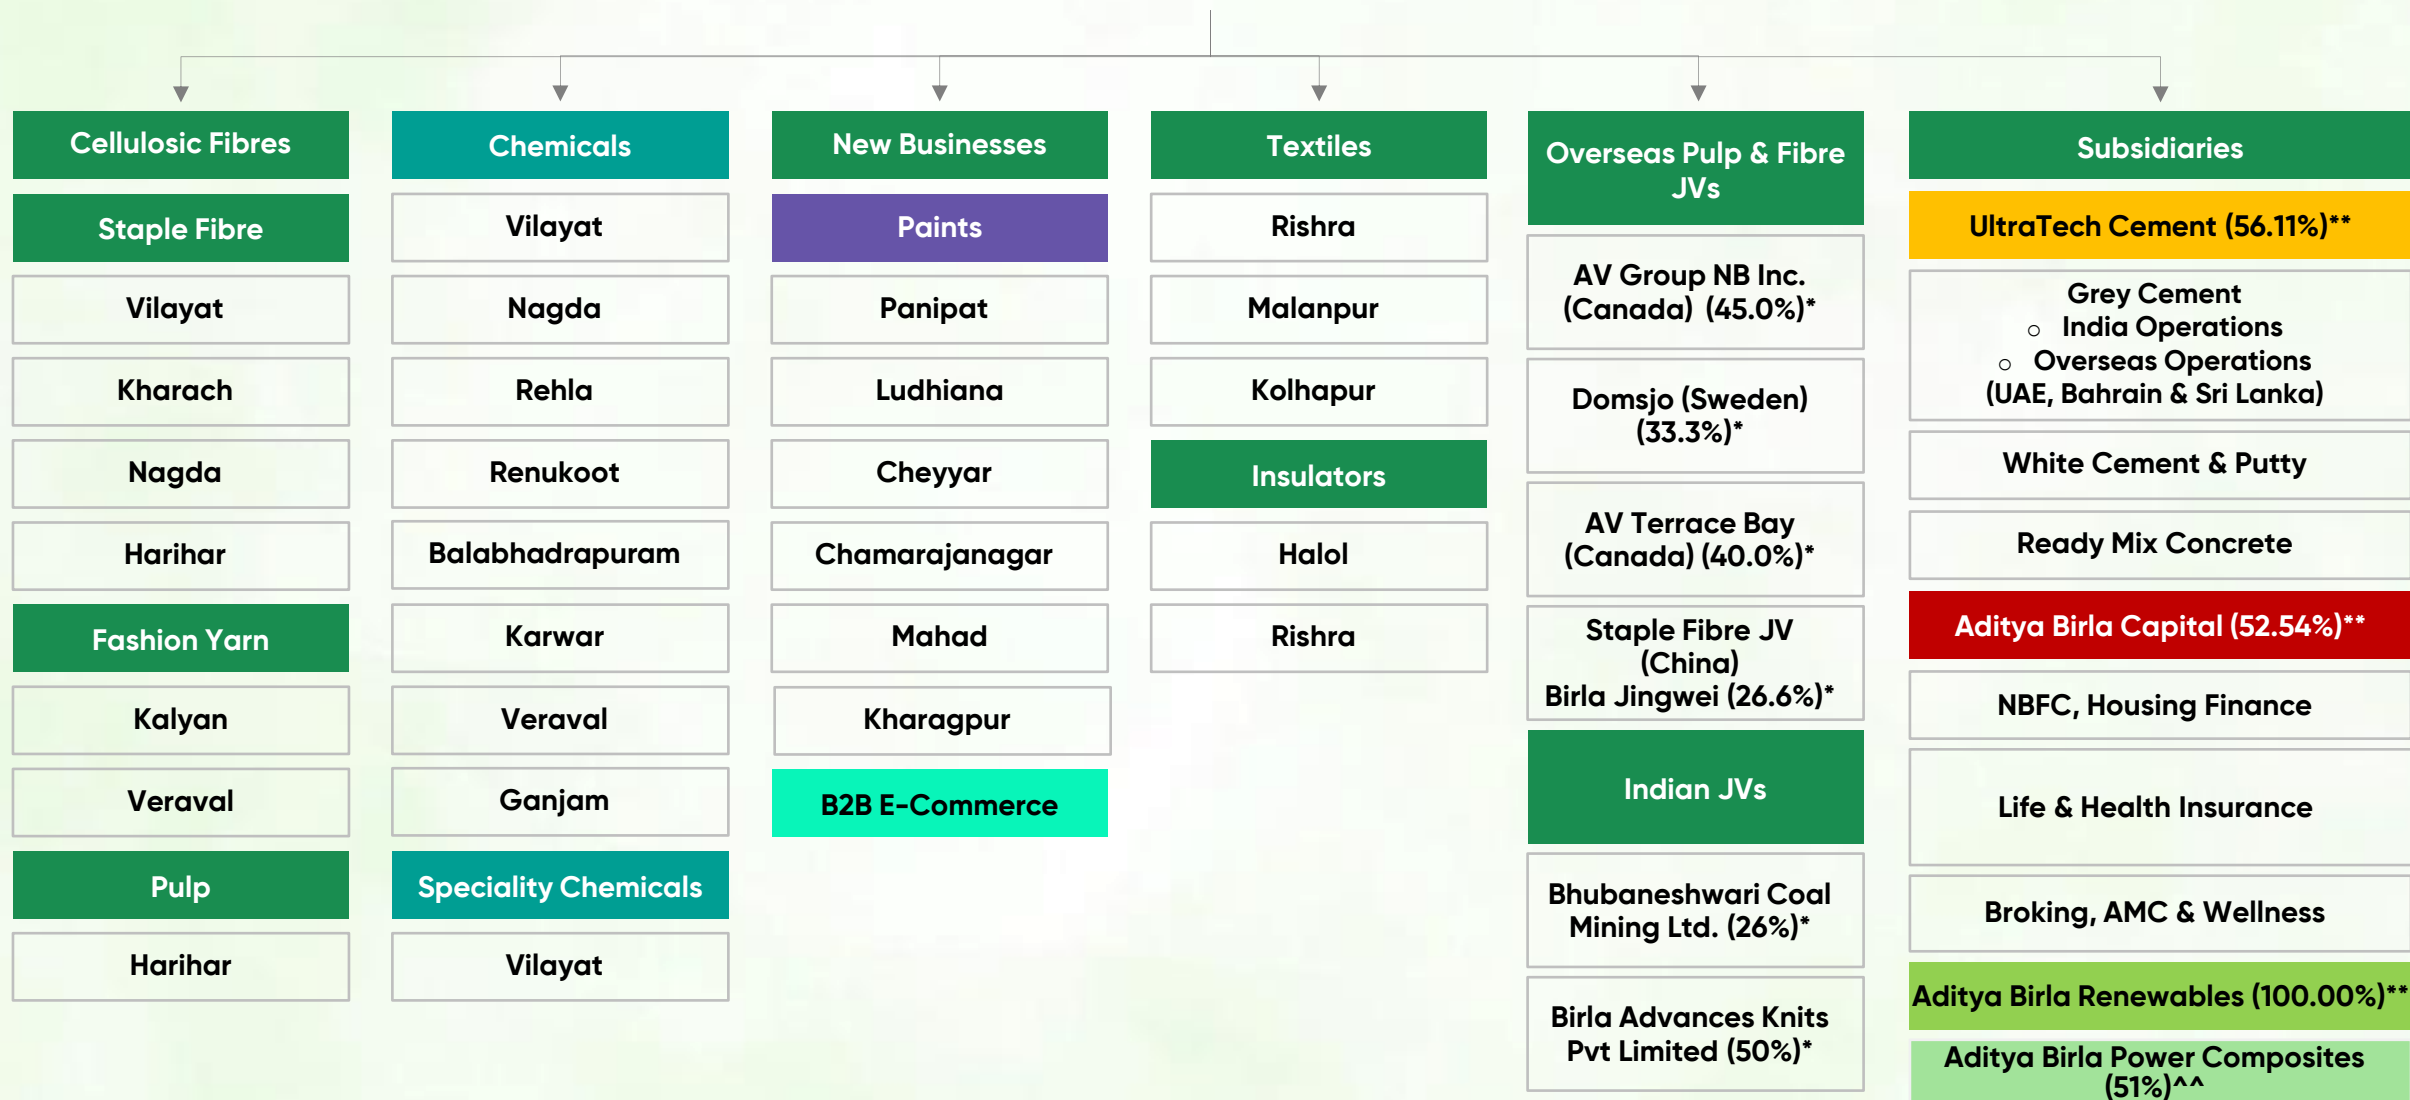 Cellulosic Fibres
Staple Fibre
Vilayat
Kharach
Nagda
Harihar
Fashion Yarn
Kalyan
Veraval
Pulp
Harihar
Chemicals
Vilayat
Nagda
Rehla
Renukoot
Balabhadrapuram
Karwar
Veraval
Ganjam
Speciality Chemicals
Vilayat
New Businesses
Paints
Panipat
Ludhiana
Cheyyar
Chamarajanagar
Mahad
Kharagpur
B2B E-Commerce
Textiles
Rishra
Malanpur
Kolhapur
Insulators
Halol
Rishra
Overseas Pulp & Fibre
JVs
AV Group NB Inc.
(Canada) (45.0%)*
Domsjo (Sweden)
(33.3%)*
AV Terrace Bay
(Canada) (40.0%)*
Staple Fibre JV
(China)
Birla Jingwei (26.6%)*
Indian JVs
Bhubaneshwari Coal
Mining Ltd. (26%)*
Birla Advances Knits
Pvt Limited (50%)*
Subsidiaries
UltraTech Cement (56.11%)**
Grey Cement
○ India Operations
○ Overseas Operations
(UAE, Bahrain & Sri Lanka)
White Cement & Putty
Ready Mix Concrete
Aditya Birla Capital (52.54%)**
NBFC, Housing Finance
Life & Health Insurance
Broking, AMC & Wellness
Aditya Birla Renewables (100.00%)**
Aditya Birla Power Composites
(51%)^^